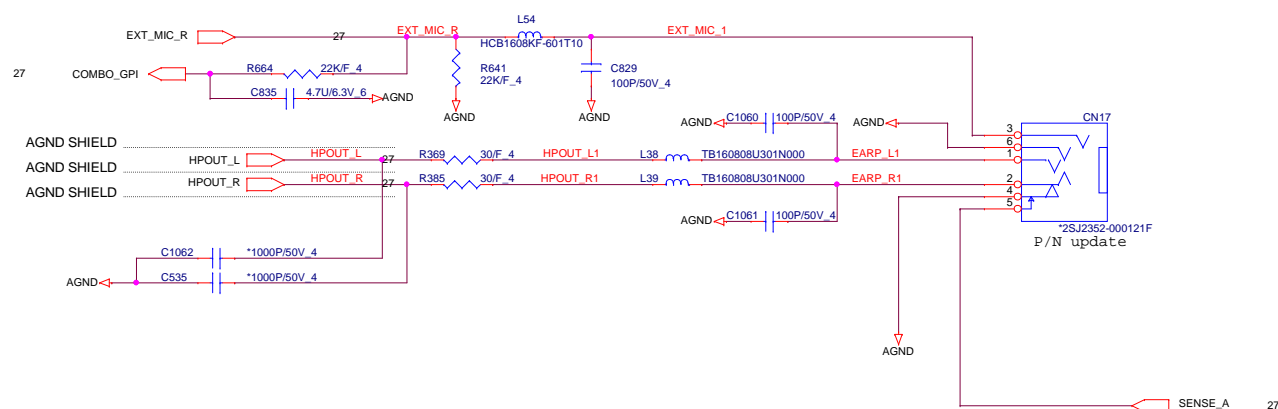 L54
EXT_MIC_R 27 EXT_MIC_R EXT_MIC_1
HCB1608KF-601T10
27 COMBO_GPI R664 22K/F_4 R641 C829
22K/F_4 100P/50V_4
C835 4.7U/6.3V_6 AGND
AGND AGND
C1060 100P/50V_4 CN17
AGND AGND 3
AGND SHIELD 6
HPOUT_L HPOUT_L 27 R369 30/F_4 HPOUT_L1 L38 TB160808U301N000 EARP_L1 1
AGND SHIELD
HPOUT_R HPOUT_R 27 R385 30/F_4 HPOUT_R1 L39 TB160808U301N000 EARP_R1 2
AGND SHIELD 4
5
AGND C1061 100P/50V_4 *2SJ2352-000121F
P/N update
C1062 *1000P/50V_4
AGND C535 *1000P/50V_4
AGND
SENSE_A 27